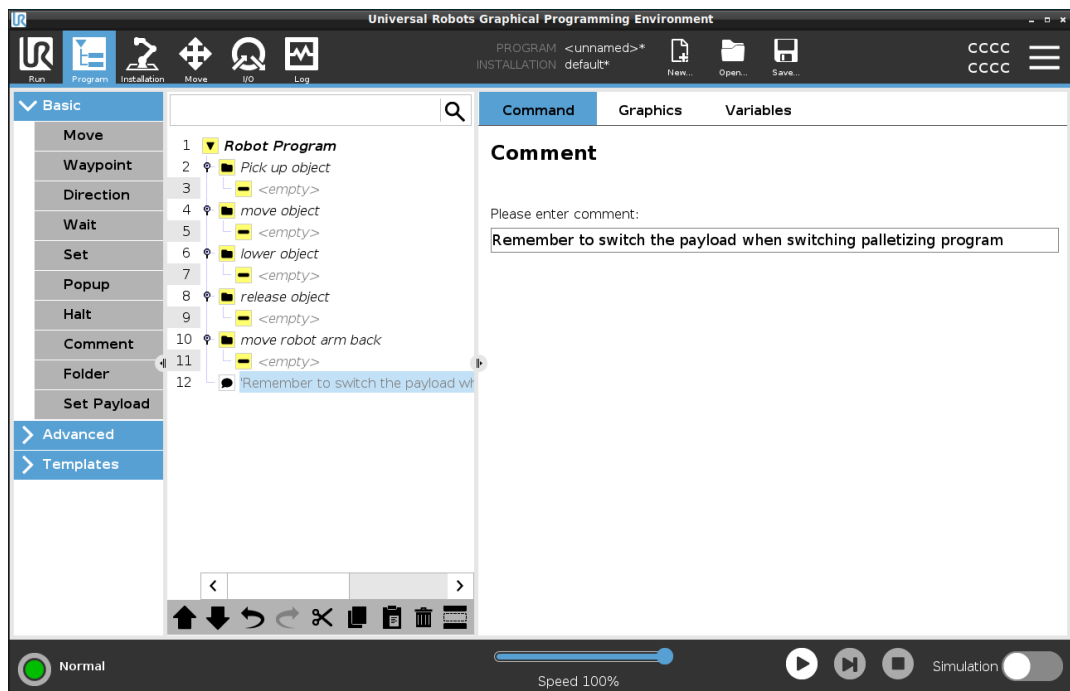 Universal Robots Graphical Programming Environment
UR
Run
Program
Installation
Move
I/O
Log
PROGRAM <unnamed>*
INSTALLATION default*
New...
Open...
Save...
CCCC
CCCC
Basic
Move
Waypoint
Direction
Wait
Set
Popup
Halt
Comment
Folder
Set Payload
Advanced
Templates
1 Robot Program
2 Pick up object
3 <empty>
4 move object
5 <empty>
6 lower object
7 <empty>
8 release object
9 <empty>
10 move robot arm back
11 <empty>
12 'Remember to switch the payload wh
Command Graphics Variables
Comment
Please enter comment:
Remember to switch the payload when switching palletizing program
Normal
Speed 100%
Simulation